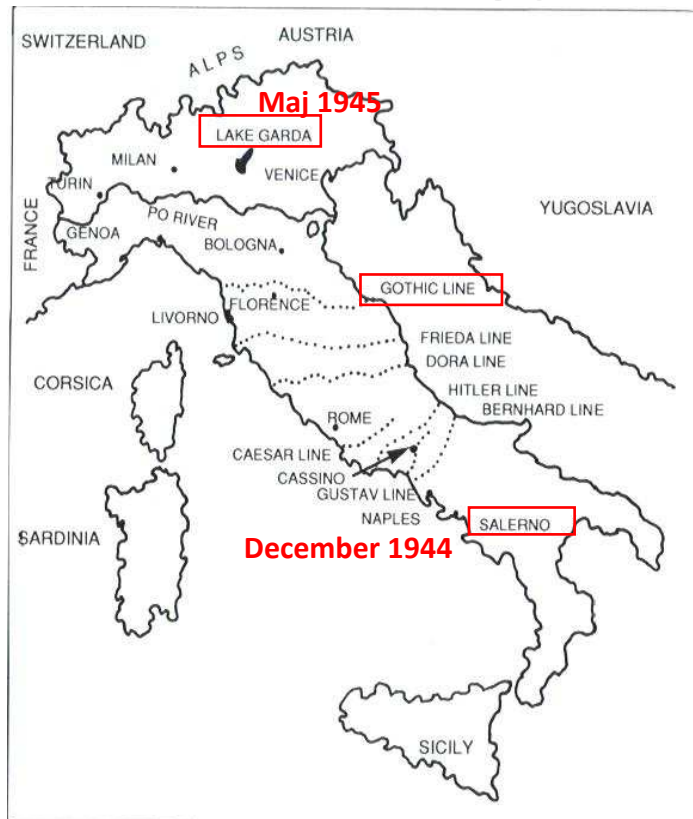 SWITZERLAND
AUSTRIA
ALPS
Maj 1945
LAKE GARDA
MILAN
VENICE
TURIN
PO RIVER
YUGOSLAVIA
FRANCE
GENOA
BOLOGNA
GOTHIC LINE
FLORENCE
LIVORNO
FRIEDA LINE
DORA LINE
CORSICA
HITLER LINE
BERNHARD LINE
ROME
CAESAR LINE
CASSINO
GUSTAV LINE
NAPLES
SALERNO
SARDINIA
December 1944
SICILY